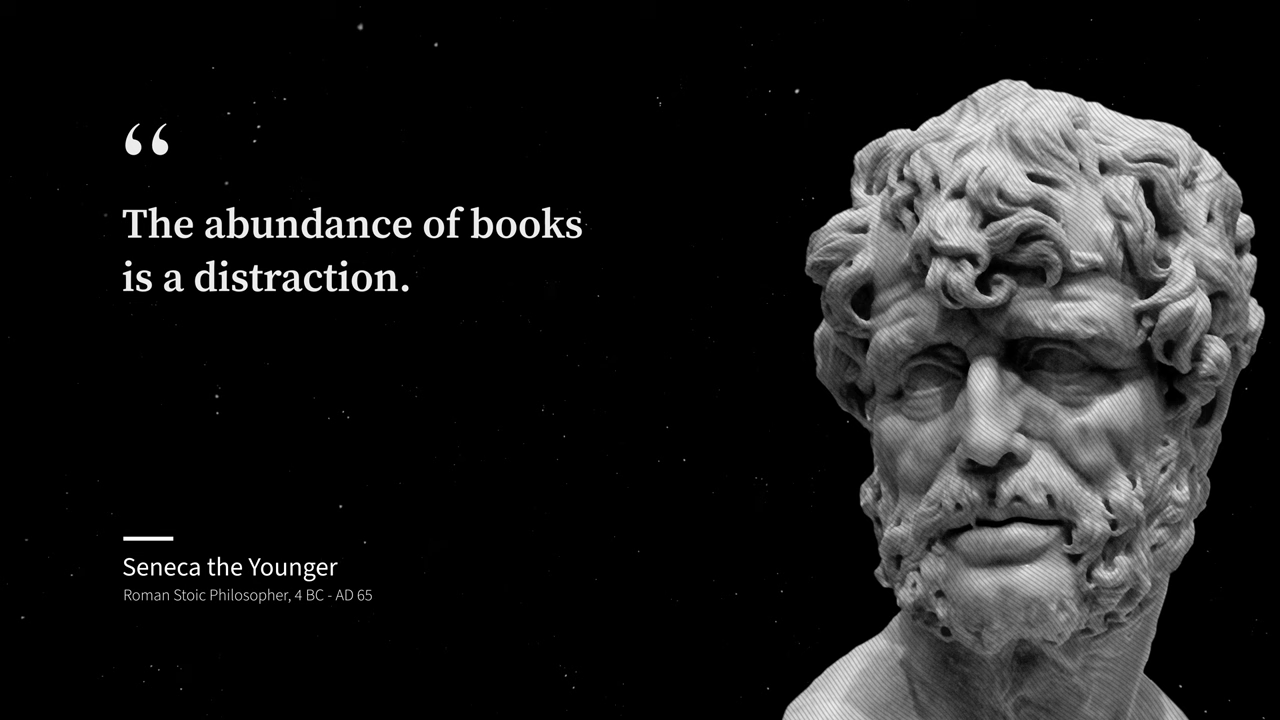 “
The abundance of books
is a distraction.
Seneca the Younger
Roman Stoic Philosopher, 4 BC - AD 65